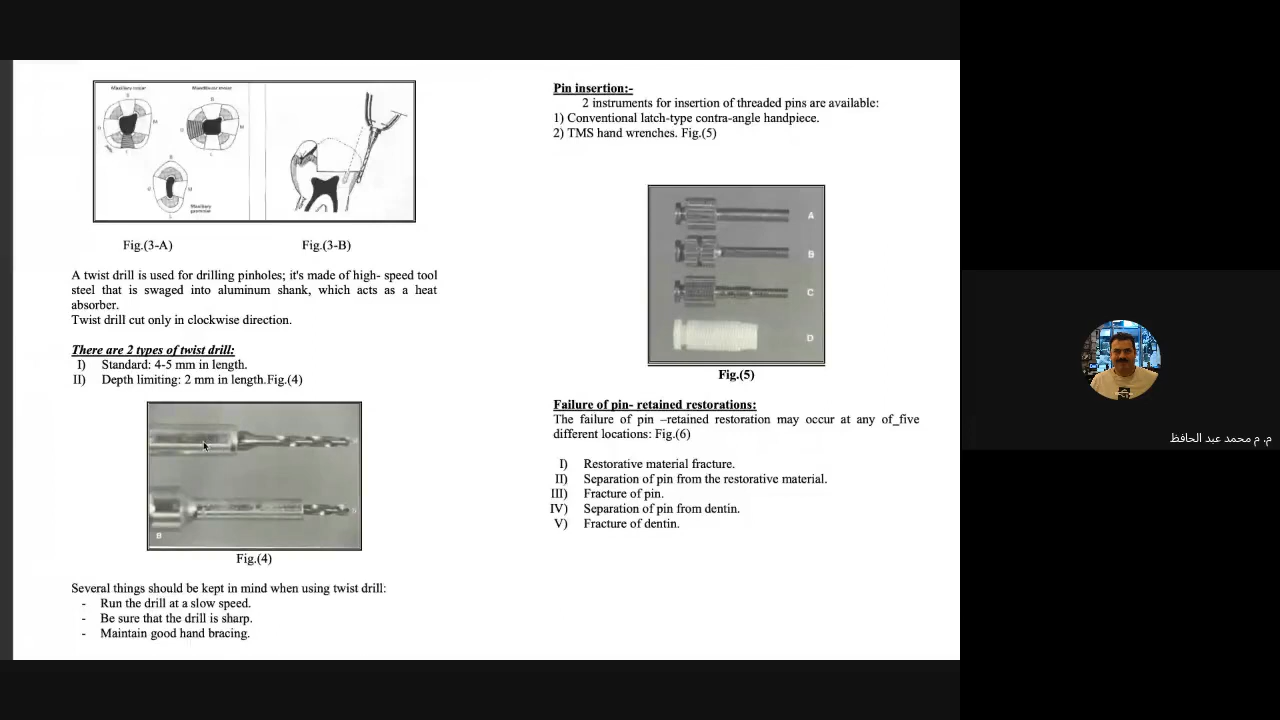 Maxillary molar
Mandibular molar
B
B
D
M
D
M
L
L
B
M
L
Maxillary
premolar
Fig.(3-A)
Fig.(3-B)
A twist drill is used for drilling pinholes; it's made of high- speed tool
steel that is swaged into aluminum shank, which acts as a heat
absorber.
Twist drill cut only in clockwise direction.
There are 2 types of twist drill:
I) Standard: 4-5 mm in length.
II) Depth limiting: 2 mm in length.Fig.(4)
B
Fig.(4)
Several things should be kept in mind when using twist drill:
- Run the drill at a slow speed.
- Be sure that the drill is sharp.
- Maintain good hand bracing.
Pin insertion:-
2 instruments for insertion of threaded pins are available:
1) Conventional latch-type contra-angle handpiece.
2) TMS hand wrenches. Fig.(5)
A
B
C
D
Fig.(5)
Failure of pin- retained restorations:
The failure of pin –retained restoration may occur at any of_five
different locations: Fig.(6)
I) Restorative material fracture.
II) Separation of pin from the restorative material.
III) Fracture of pin.
IV) Separation of pin from dentin.
V) Fracture of dentin.
م. م محمد عبد الحافظ